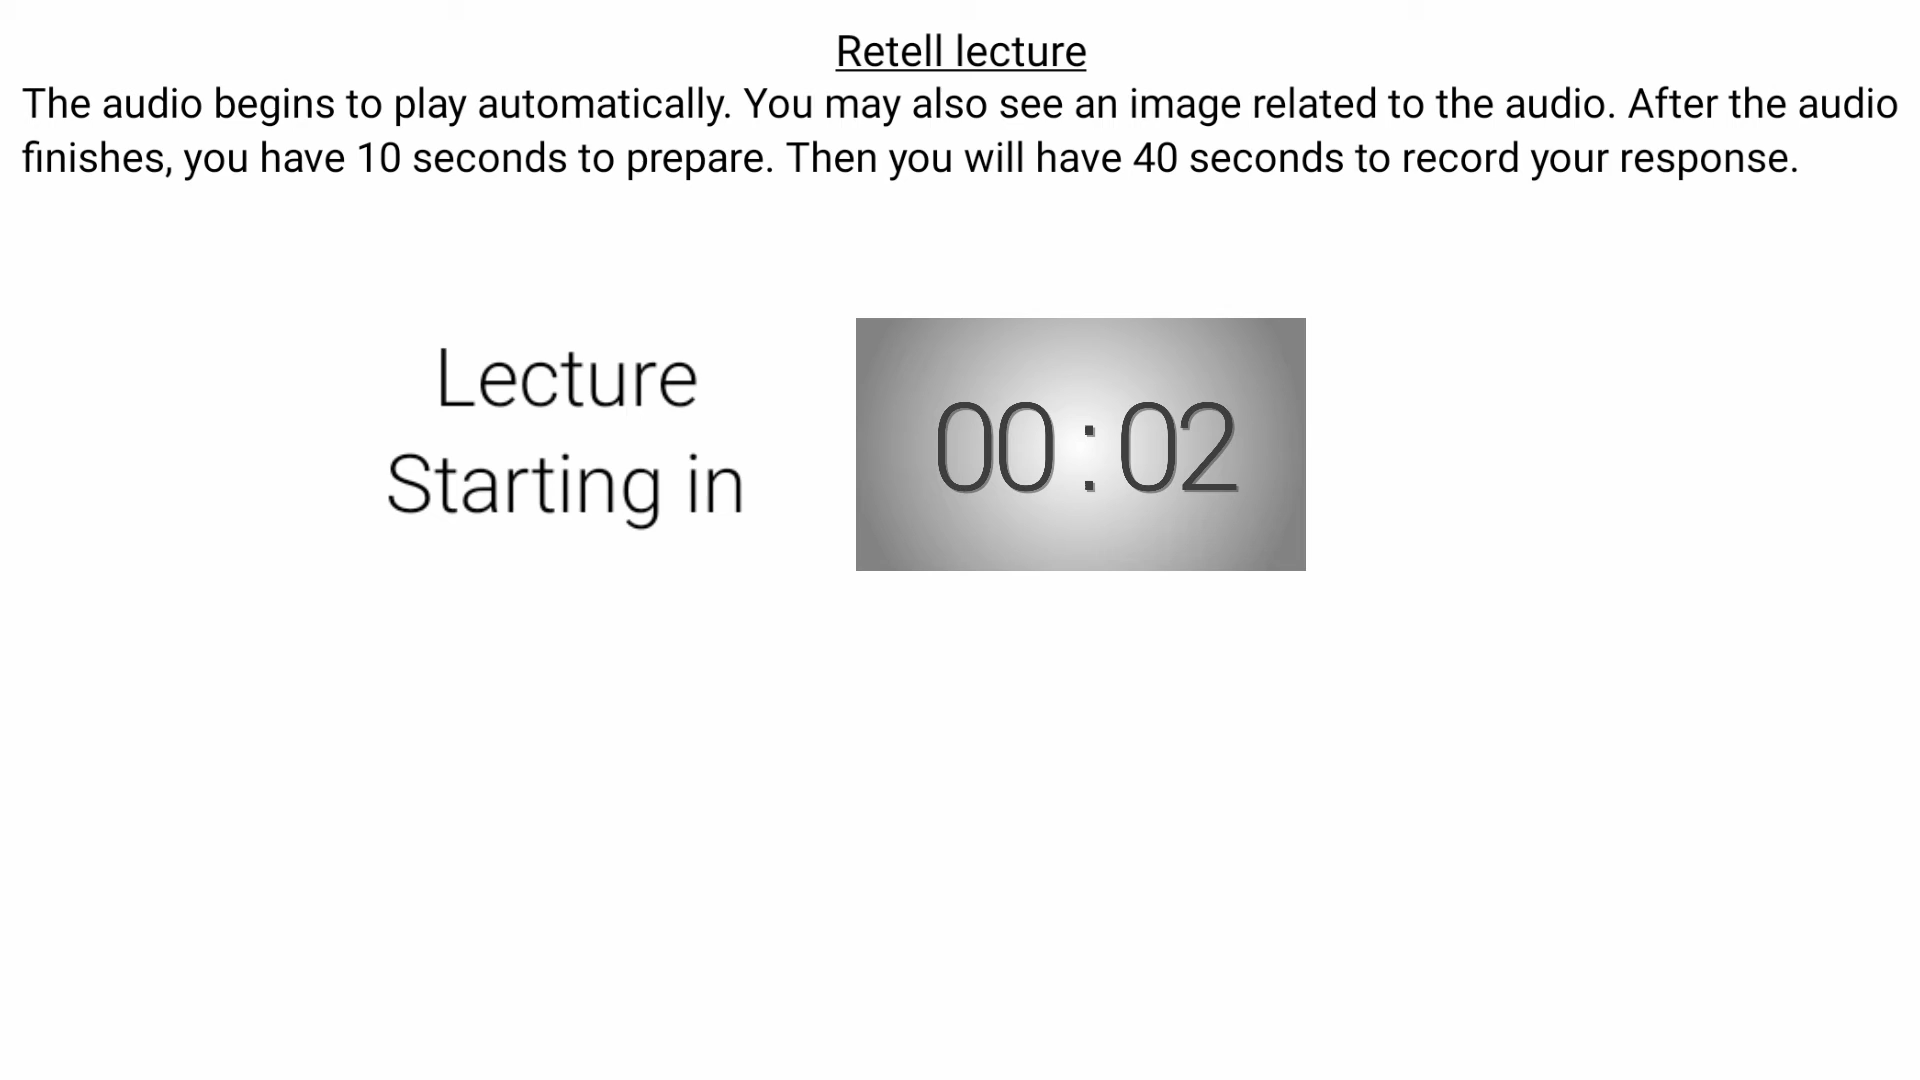 Retell lecture
The audio begins to play automatically. You may also see an image related to the audio. After the audio
finishes, you have 10 seconds to prepare. Then you will have 40 seconds to record your response.
Lecture
Starting in
00:02